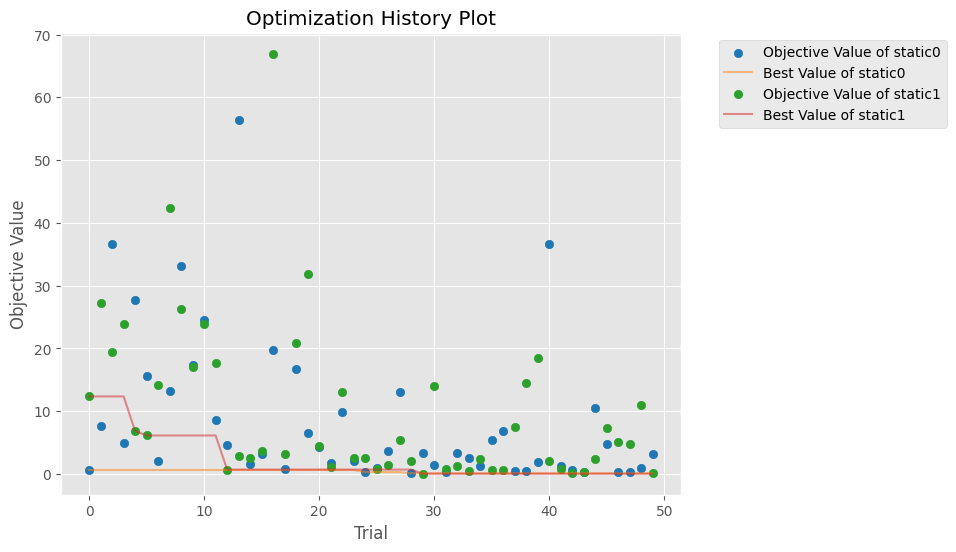 Optimization History Plot
Objective Value
70
60
50
40
30
20
10
0
0 10 20 30 40 50
Trial
Objective Value of static0
Best Value of static0
Objective Value of static1
Best Value of static1